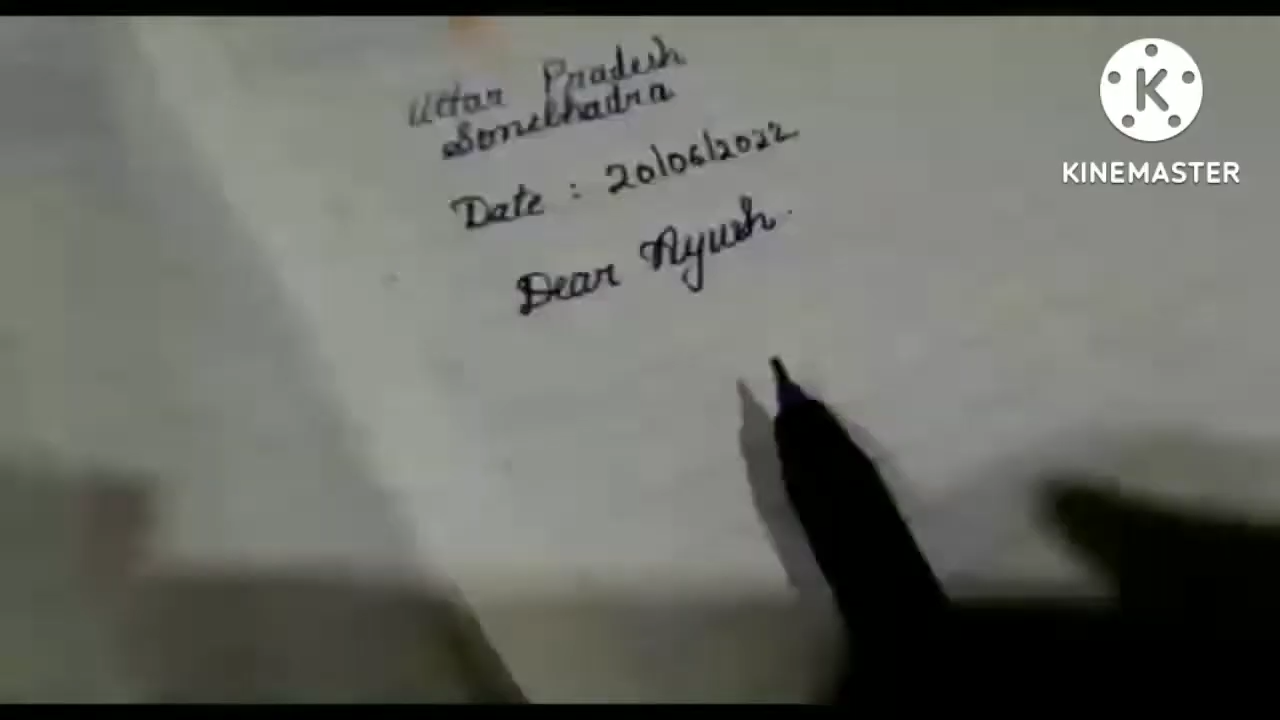 Uttar Pradesh
Sonebhadra
Date : 20/06/2022
Dear Ayush
KINEMASTER